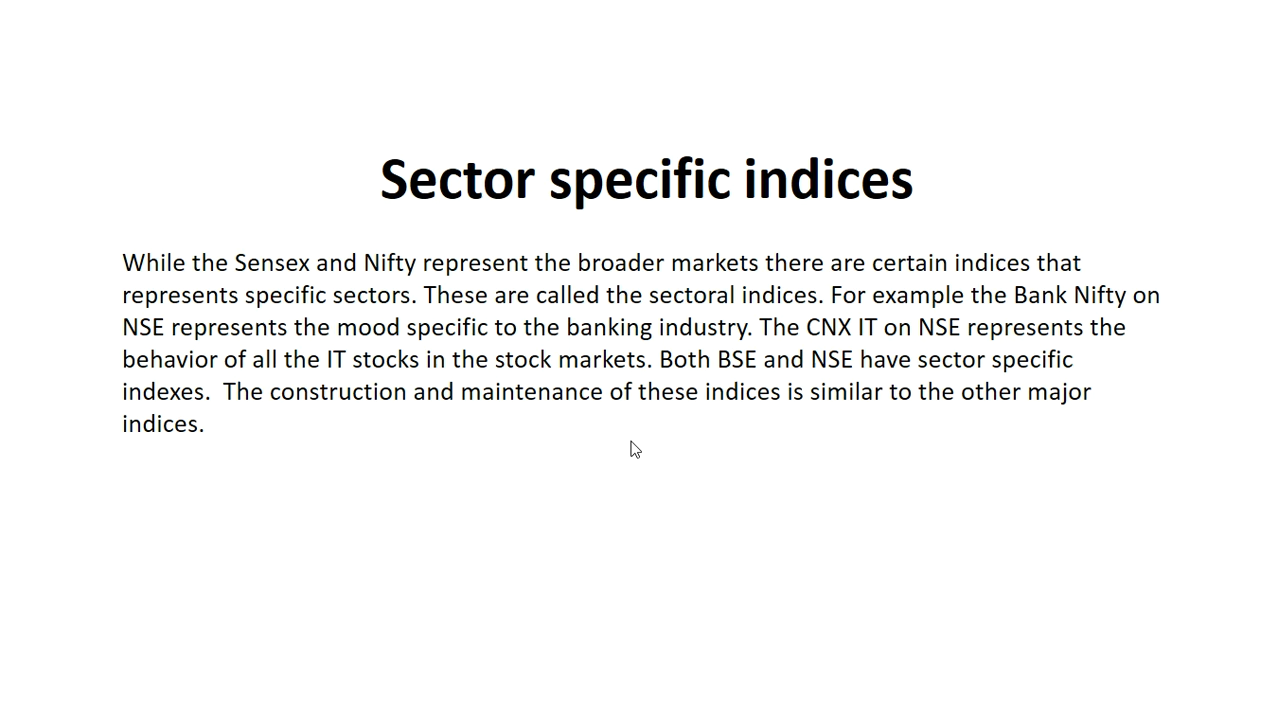 Sector specific indices
While the Sensex and Nifty represent the broader markets there are certain indices that
represents specific sectors. These are called the sectoral indices. For example the Bank Nifty on
NSE represents the mood specific to the banking industry. The CNX IT on NSE represents the
behavior of all the IT stocks in the stock markets. Both BSE and NSE have sector specific
indexes.  The construction and maintenance of these indices is similar to the other major
indices.